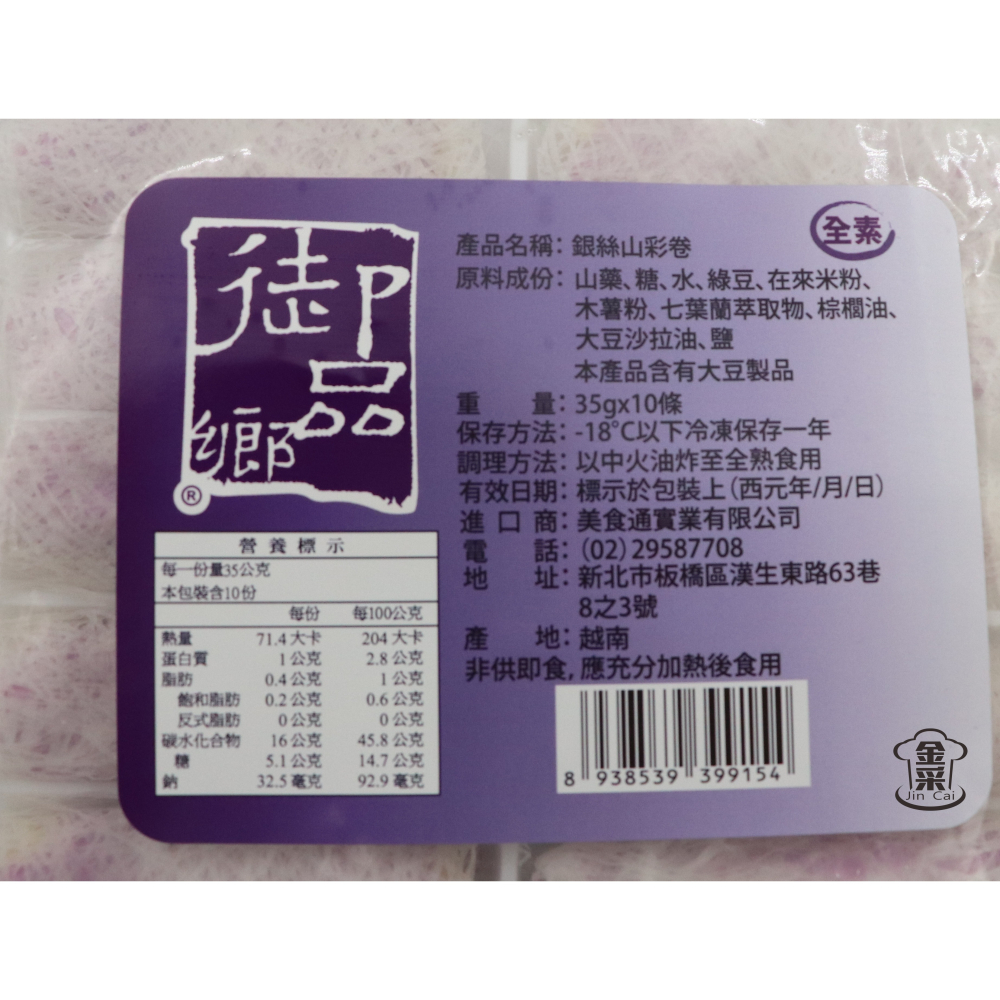 御品鄉
®
全素
產品名稱：銀絲山彩卷
原料成份：山藥、糖、水、綠豆、在來米粉、
木薯粉、七葉蘭萃取物、棕櫚油、
大豆沙拉油、鹽
本產品含有大豆製品
重量：35gx10條
保存方法：-18°C以下冷凍保存一年
調理方法：以中火油炸至全熟食用
有效日期：標示於包裝上（西元年/月/日）
進口商：美食通實業有限公司
電話：（02）29587708
地址：新北市板橋區漢生東路63巷
8之3號
產地：越南
非供即食，應充分加熱後食用
營養標示
每一份量35公克
本包裝含10份
每份 每100公克
熱量 71.4大卡 204大卡
蛋白質 1公克 2.8公克
脂肪 0.4公克 1公克
飽和脂肪 0.2公克 0.6公克
反式脂肪 0公克 0公克
碳水化合物 16公克 45.8公克
糖 5.1公克 14.7公克
鈉 32.5毫克 92.9毫克
8 938539 399154
金采
Jin Cai